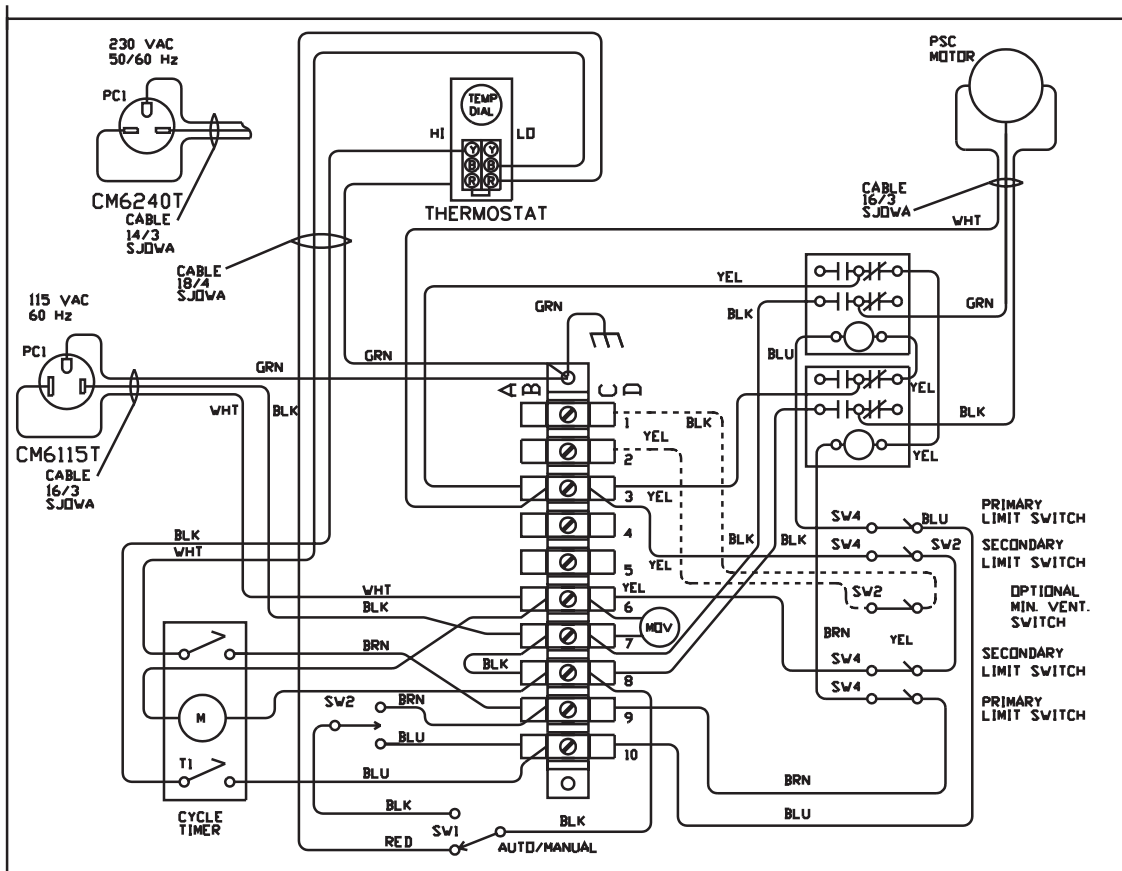 230 VAC
50/60 Hz
PC1
CM6240T
CABLE
14/3
SJOWA
115 VAC
60 Hz
PC1
CM6115T
CABLE
16/3
SJOWA
CABLE
18/4
SJOWA
TEMP
DIAL
HI
LO
Y Y
B B
R R
THERMOSTAT
PSC
MOTOR
CABLE
16/3
SJOWA
WHT
YEL
BLK
GRN
BLU
YEL
BLK
YEL
GRN
GRN
GRN
WHT
BLK
A B C D
1
2
3
4
5
6
7
8
9
10
BLK
YEL
YEL
BLK
BLK
YEL
YEL
BLK
WHT
WHT
BLK
BRN
BLK
MOV
SW4
BLU
PRIMARY
LIMIT SWITCH
SW4
SW2
SECONDARY
LIMIT SWITCH
SW2
OPTIONAL
MIN. VENT.
SWITCH
BRN
YEL
SW4
SECONDARY
LIMIT SWITCH
SW4
PRIMARY
LIMIT SWITCH
M
T1
CYCLE
TIMER
SW2
BRN
BLU
BLU
BLK
RED
SW1
BLK
AUTO/MANUAL
BRN
BLU